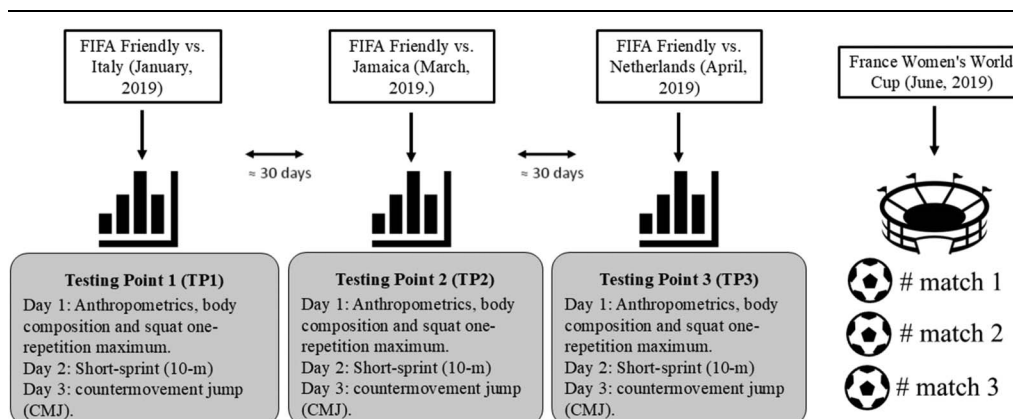 FIFA Friendly vs.
Italy (January,
2019)
FIFA Friendly vs.
Jamaica (March,
2019.)
FIFA Friendly vs.
Netherlands (April,
2019)
France Women's World
Cup (June, 2019)
≈ 30 days
≈ 30 days
Testing Point 1 (TP1)
Day 1: Anthropometrics, body
composition and squat one-
repetition maximum.
Day 2: Short-sprint (10-m)
Day 3: countermovement jump
(CMJ).
Testing Point 2 (TP2)
Day 1: Anthropometrics, body
composition and squat one-
repetition maximum.
Day 2: Short-sprint (10-m)
Day 3: countermovement jump
(CMJ).
Testing Point 3 (TP3)
Day 1: Anthropometrics, body
composition and squat one-
repetition maximum.
Day 2: Short-sprint (10-m)
Day 3: countermovement jump
(CMJ).
# match 1
# match 2
# match 3